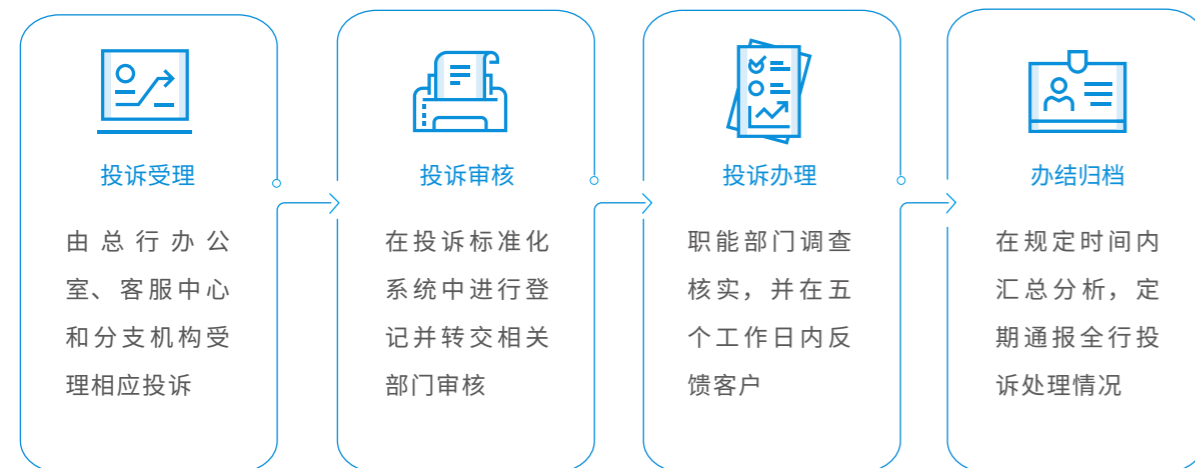 投诉受理
由总行办公
室、客服中心
和分支机构受
理相应投诉
投诉审核
在投诉标准化
系统中进行登
记并转交相关
部门审核
投诉办理
职能部门调查
核实，并在五
个工作日内反
馈客户
办结归档
在规定时间内
汇总分析，定
期通报全行投
诉处理情况